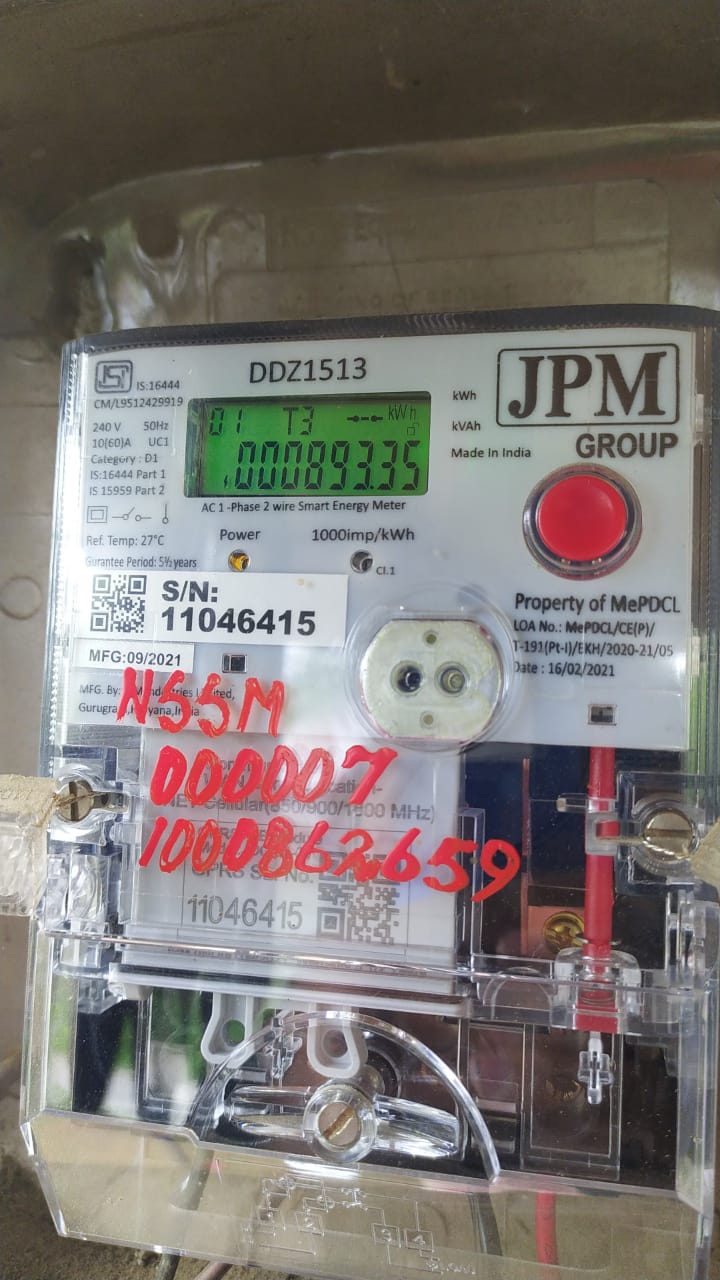 DDZ1513
IS:16444
CM/L9512429919
240 V 50Hz
10(60)A UC1
Category : D1
IS:16444 Part 1
IS 15959 Part 2
01 T3 kWh
000893.35
kWh
kVAh
Made In India
JPM
GROUP
AC 1 -Phase 2 wire Smart Energy Meter
Power 1000imp/kWh
Cl.1
Ref. Temp: 27°C
Gurantee Period: 5½ years
S/N:
11046415
MFG:09/2021
MFG. By:
Gurugra
Property of MePDCL
LOA No.: MePDCL/CE(P)/
T-191(Pt-I)/EKH/2020-21/05
Date : 16/02/2021
NSSM
000007
1000862659
11046415